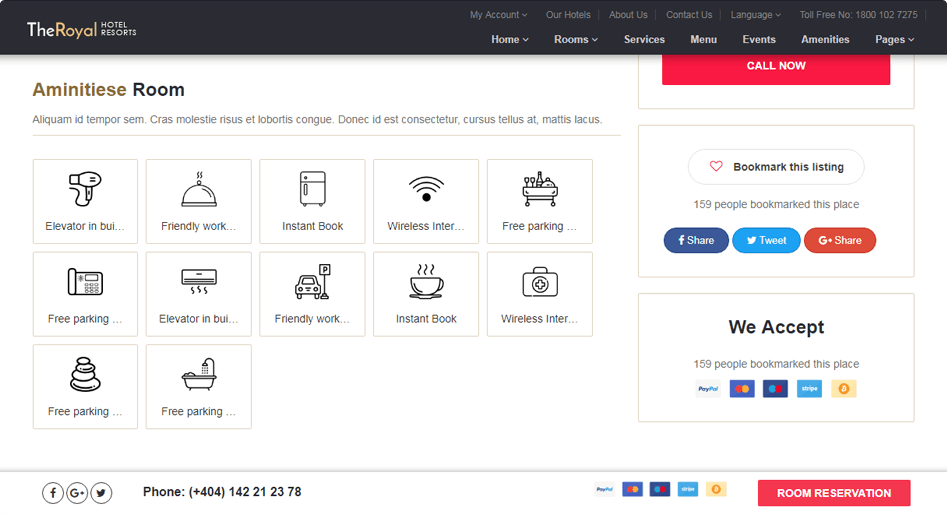 My Account Our Hotels About Us Contact Us Language Toll Free No: 1800 102 7275
TheRoyal HOTEL RESORTS
Home Rooms Services Menu Events Amenities Pages
CALL NOW
Aminitiese Room
Aliquam id tempor sem. Cras molestie risus et lobortis congue. Donec id est consectetur, cursus tellus at, mattis lacus.
Elevator in bui...
Friendly work...
Instant Book
Wireless Inter...
Free parking ...
P
Free parking ...
Elevator in bui...
Friendly work...
Instant Book
Wireless Inter...
Free parking ...
Free parking ...
Bookmark this listing
159 people bookmarked this place
f Share Tweet G+ Share
We Accept
159 people bookmarked this place
PayPal stripe
f G+ Phone: (+404) 142 21 23 78 PayPal stripe ROOM RESERVATION